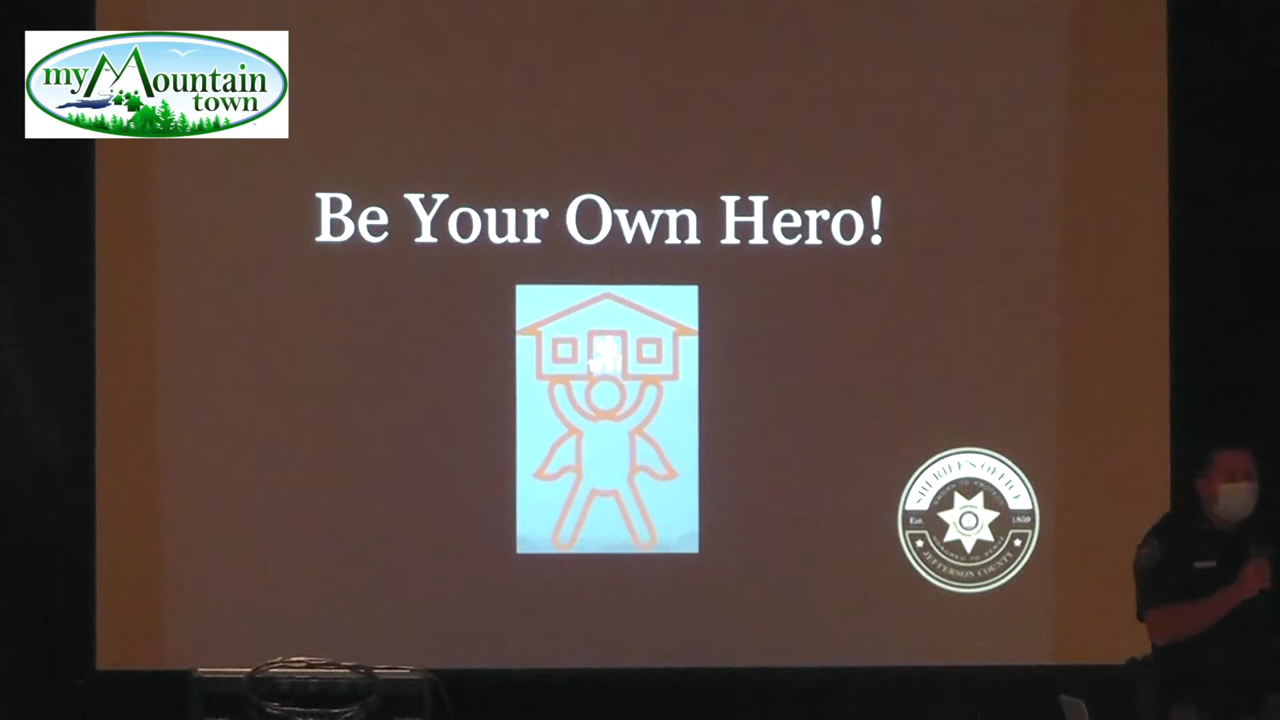 my Mountain
town
Be Your Own Hero!
SHERIFF'S OFFICE
Est. 1859
JEFFERSON COUNTY